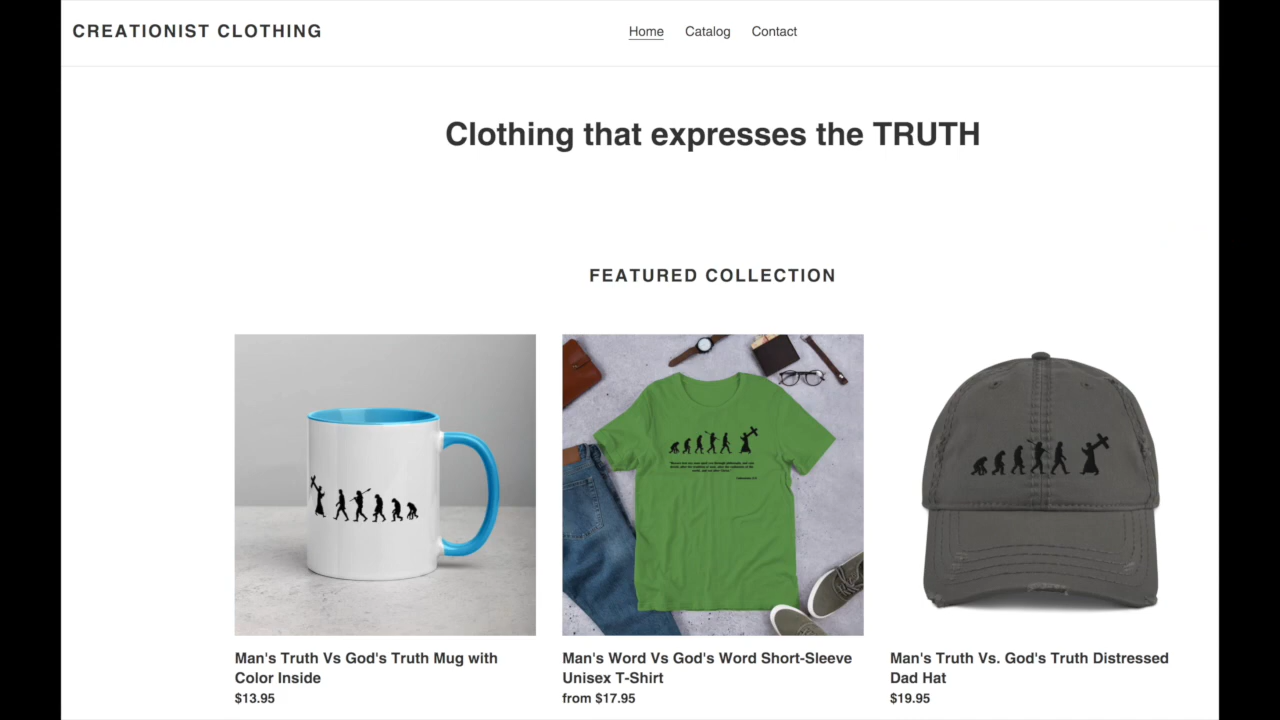 CREATIONIST CLOTHING
Home Catalog Contact
Clothing that expresses the TRUTH
FEATURED COLLECTION
Man's Truth Vs God's Truth Mug with
Color Inside
$13.95
Man's Word Vs God's Word Short-Sleeve
Unisex T-Shirt
from $17.95
Man's Truth Vs. God's Truth Distressed
Dad Hat
$19.95